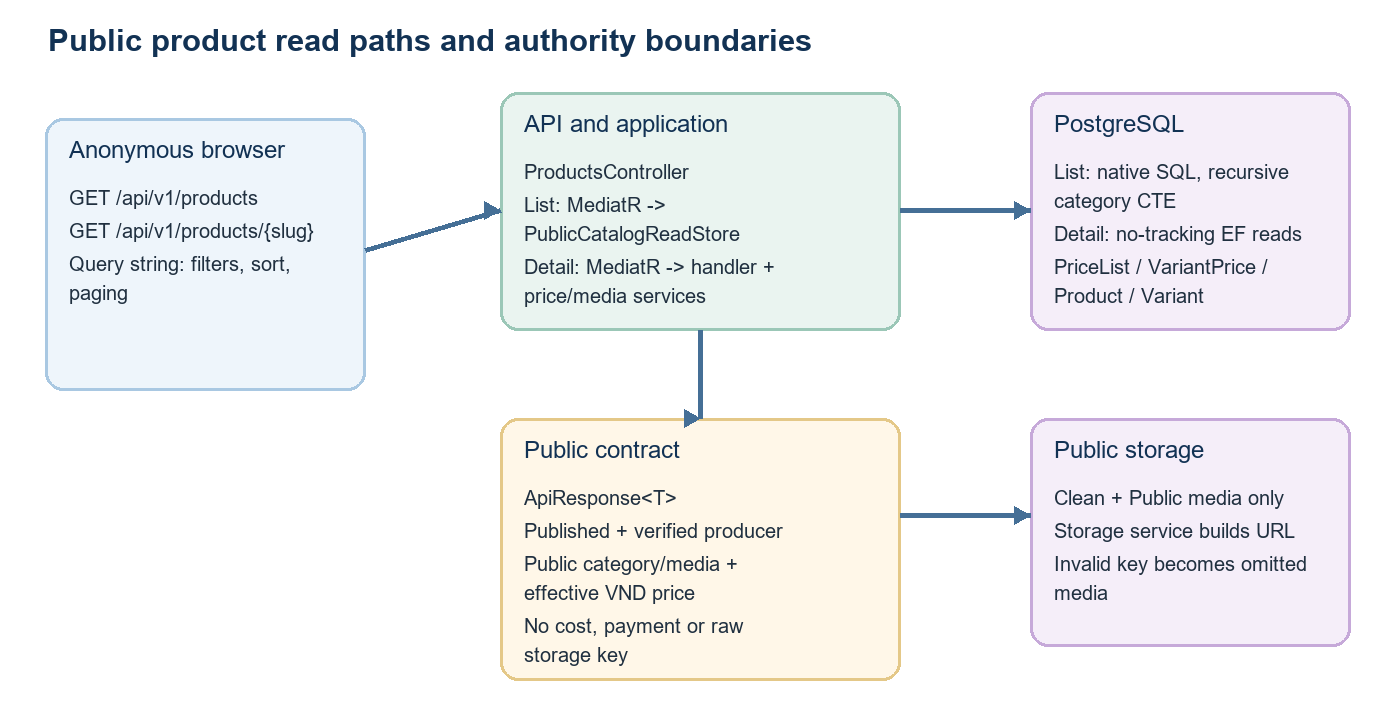 Public product read paths and authority boundaries
Anonymous browser
GET /api/v1/products
GET /api/v1/products/{slug}
Query string: filters, sort,
paging
API and application
ProductsController
List: MediatR ->
PublicCatalogReadStore
Detail: MediatR -> handler +
price/media services
PostgreSQL
List: native SQL, recursive
category CTE
Detail: no-tracking EF reads
PriceList / VariantPrice /
Product / Variant
Public contract
ApiResponse<T>
Published + verified producer
Public category/media +
effective VND price
No cost, payment or raw
storage key
Public storage
Clean + Public media only
Storage service builds URL
Invalid key becomes omitted
media